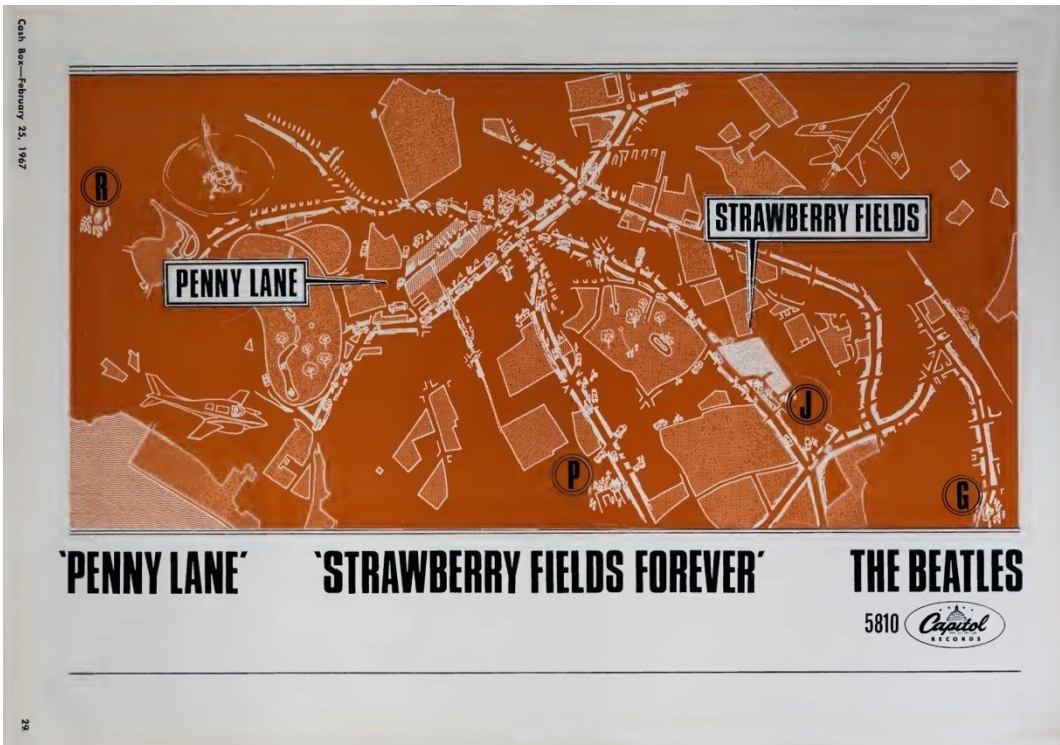 Cash Box—February 25, 1967
R
STRAWBERRY FIELDS
PENNY LANE
J
P
G
'PENNY LANE' 'STRAWBERRY FIELDS FOREVER' THE BEATLES
5810 Capitol
RECORDS
29